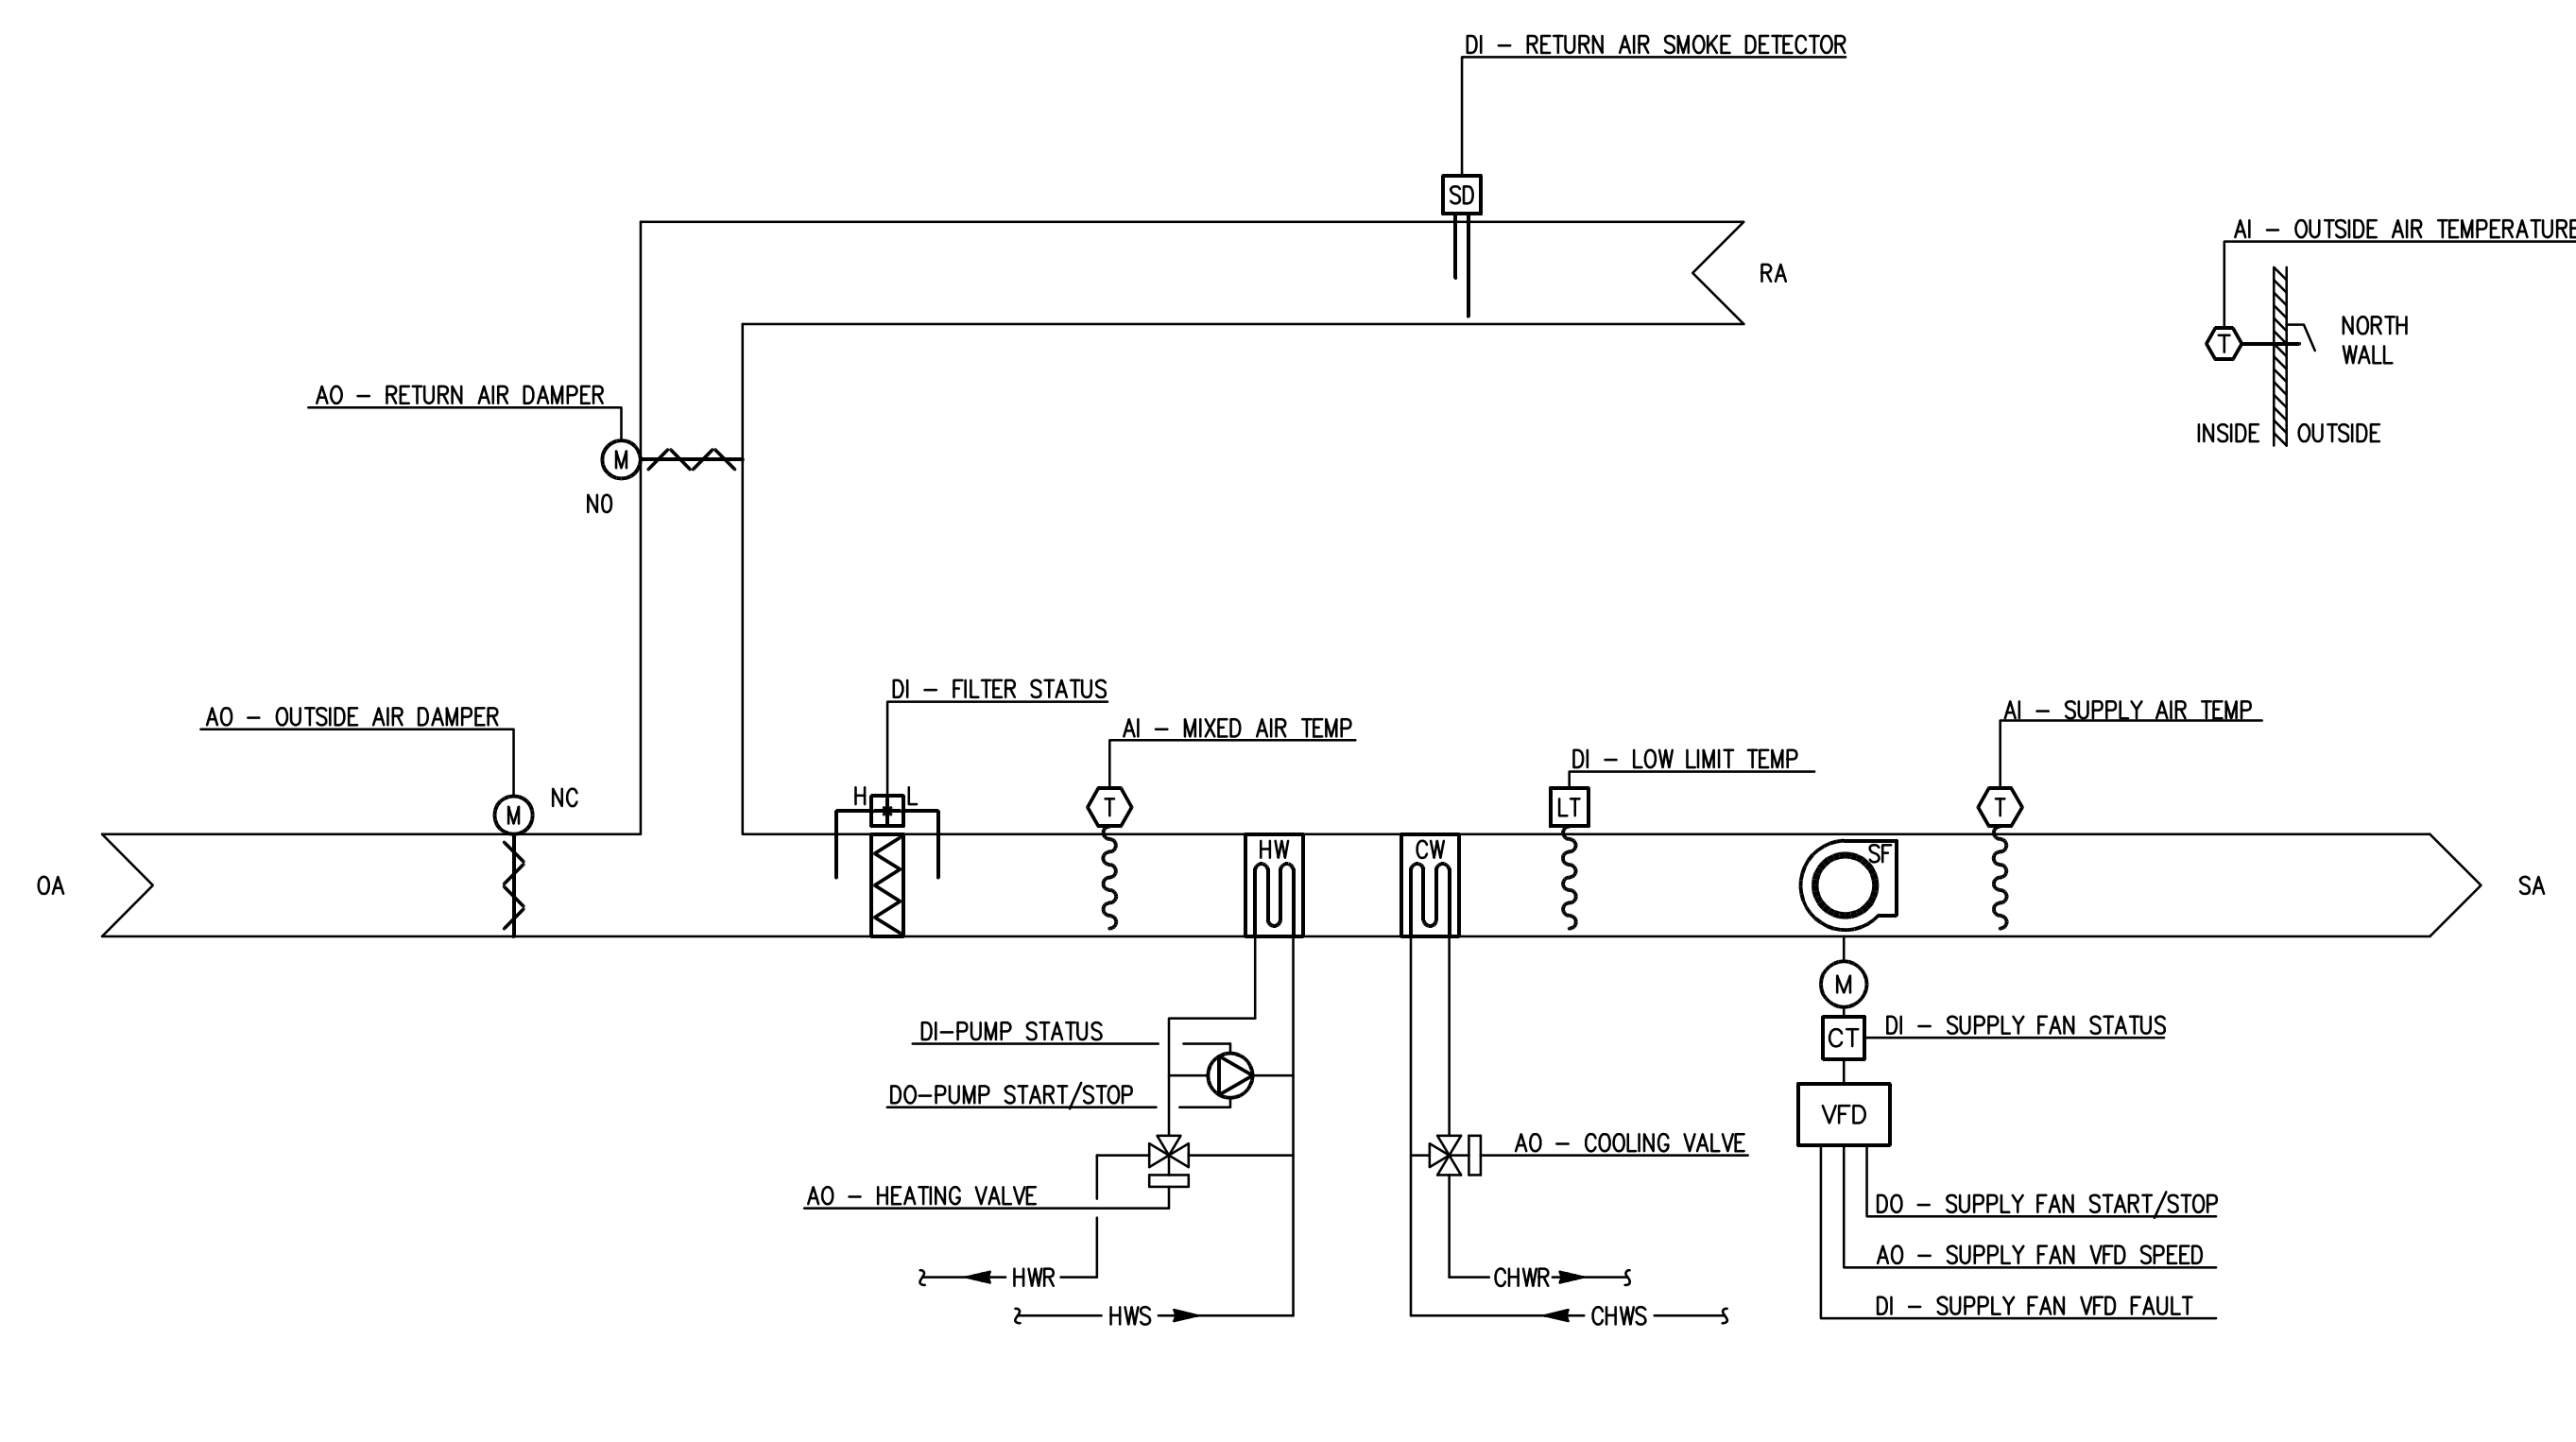 DI - RETURN AIR SMOKE DETECTOR
SD
RA
AI - OUTSIDE AIR TEMPERATURE
T
NORTH
WALL
INSIDE
OUTSIDE
AO - RETURN AIR DAMPER
M
NO
DI - FILTER STATUS
AO - OUTSIDE AIR DAMPER
AI - MIXED AIR TEMP
AI - SUPPLY AIR TEMP
DI - LOW LIMIT TEMP
M
NC
H
L
T
LT
T
OA
HW
CW
SF
SA
M
DI-PUMP STATUS
CT
DI - SUPPLY FAN STATUS
DO-PUMP START/STOP
VFD
AO - COOLING VALVE
AO - HEATING VALVE
DO - SUPPLY FAN START/STOP
AO - SUPPLY FAN VFD SPEED
HWR
CHWR
DI - SUPPLY FAN VFD FAULT
HWS
CHWS